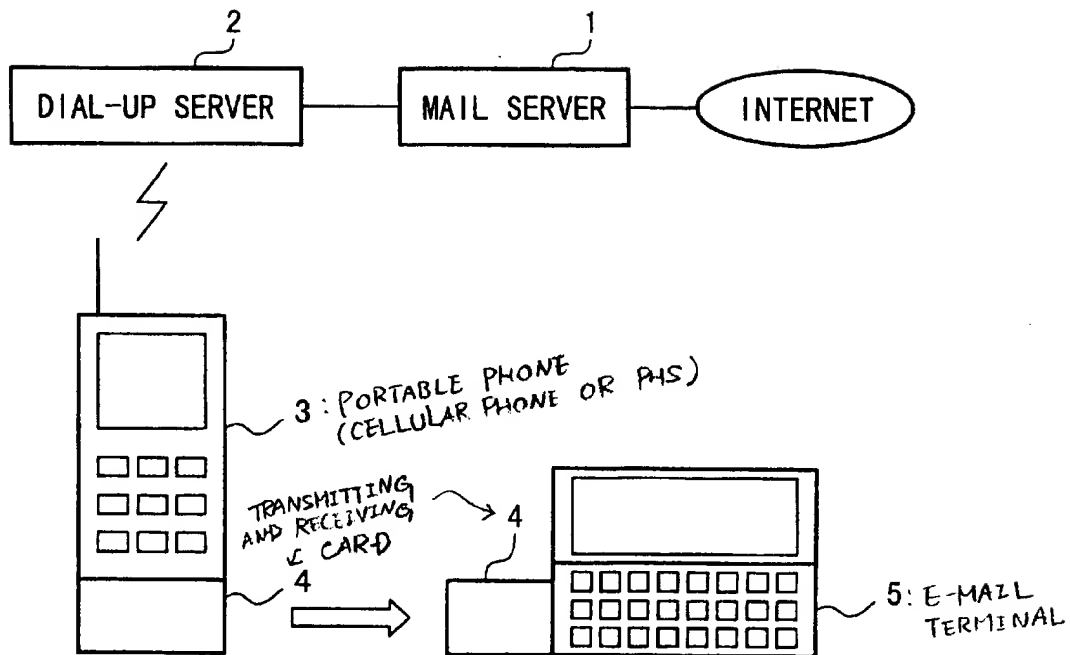 2
1
DIAL-UP SERVER
MAIL SERVER
INTERNET
3: PORTABLE PHONE
(CELLULAR PHONE OR PHS)
TRANSMITTING
AND RECEIVING
CARD
4
4
5: E-MAIL
TERMINAL